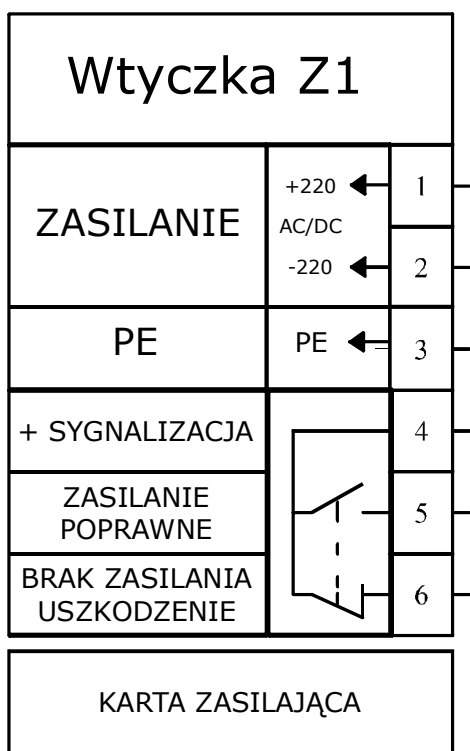 Wtyczka Z1
ZASILANIE
+220
AC/DC
-220
1
2
PE
PE
3
+ SYGNALIZACJA
4
ZASILANIE
POPRAWNE
5
BRAK ZASILANIA
USZKODZENIE
6
KARTA ZASILAJĄCA